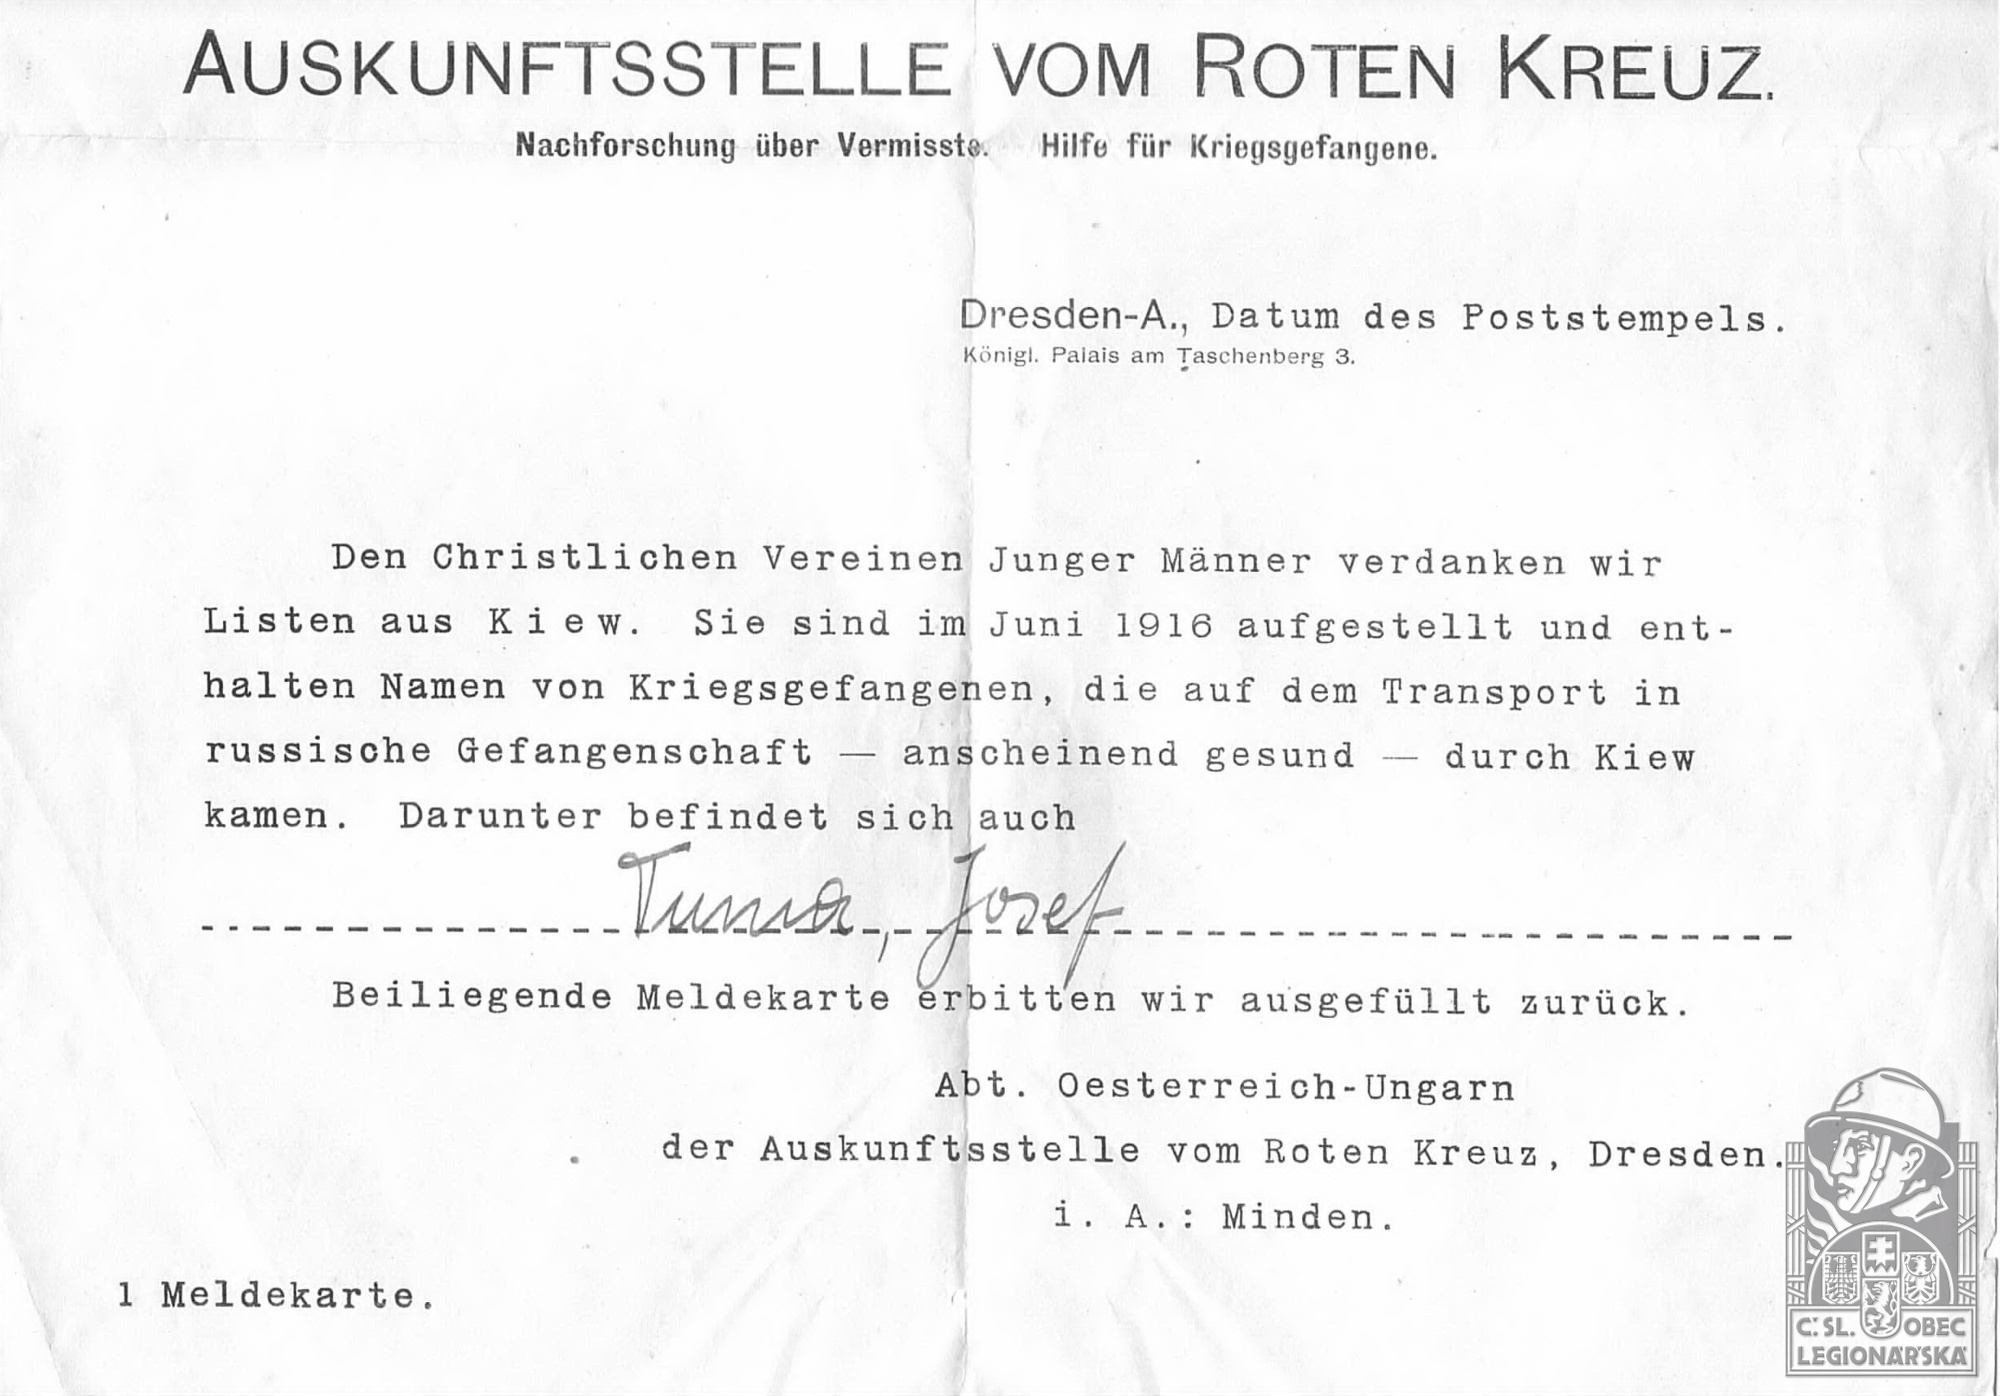 AUSKUNFTSSTELLE VOM ROTEN KREUZ.
Nachforschung über Vermisste. Hilfe für Kriegsgefangene.
Dresden-A., Datum des Poststempels.
Königl. Palais am Taschenberg 3.
Den Christlichen Vereinen Junger Männer verdanken wir
Listen aus Kiew. Sie sind im Juni 1916 aufgestellt und ent-
halten Namen von Kriegsgefangenen, die auf dem Transport in
russische Gefangenschaft — anscheinend gesund — durch Kiew
kamen. Darunter befindet sich auch
Tuma, Josef
Beiliegende Meldekarte erbitten wir ausgefüllt zurück.
Abt. Oesterreich-Ungarn
der Auskunftsstelle vom Roten Kreuz, Dresden.
i. A.: Minden.
1 Meldekarte.
Č. SL. OBEC
LEGIONÁŘSKÁ